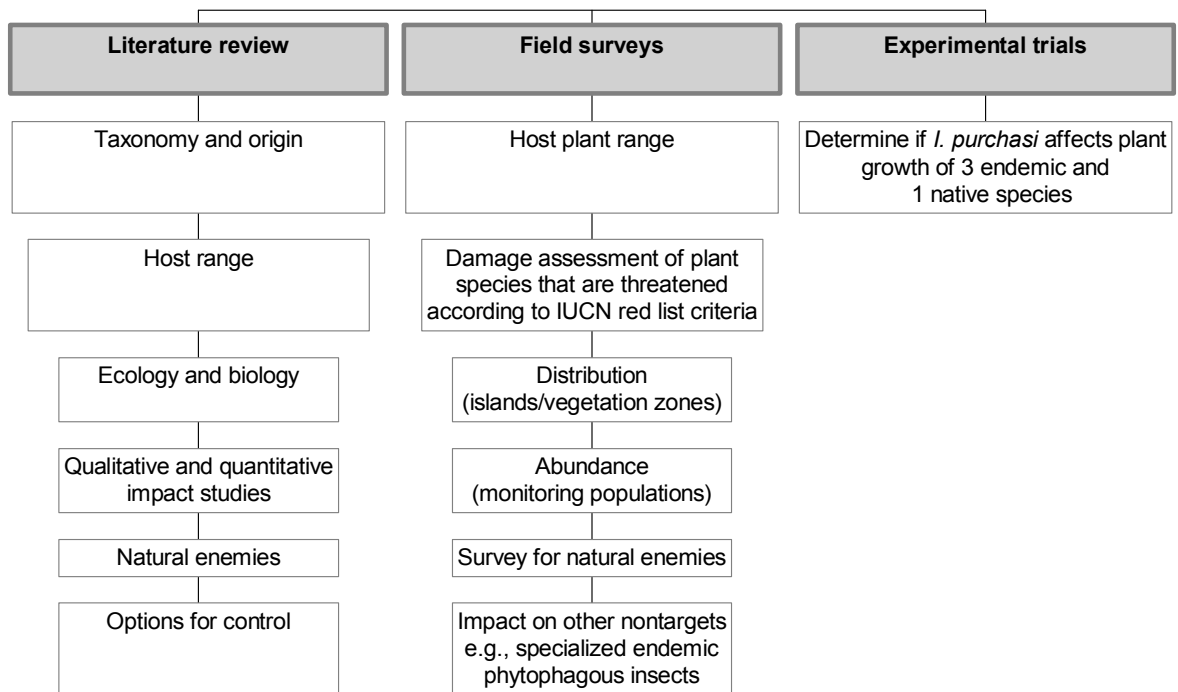 Literature review
Taxonomy and origin
Host range
Ecology and biology
Qualitative and quantitative
impact studies
Natural enemies
Options for control
Field surveys
Host plant range
Damage assessment of plant
species that are threatened
according to IUCN red list criteria
Distribution
(islands/vegetation zones)
Abundance
(monitoring populations)
Survey for natural enemies
Impact on other nontargets
e.g., specialized endemic
phytophagous insects
Experimental trials
Determine if I. purchasi affects plant
growth of 3 endemic and
1 native species